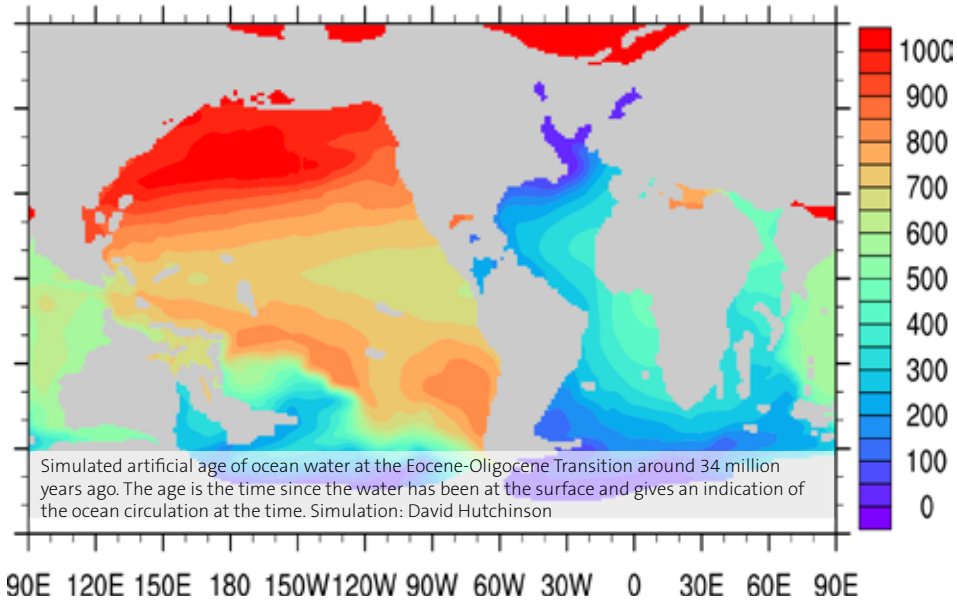 1000
900
800
700
600
500
400
300
200
100
0
Simulated artificial age of ocean water at the Eocene-Oligocene Transition around 34 million
years ago. The age is the time since the water has been at the surface and gives an indication of
the ocean circulation at the time. Simulation: David Hutchinson
90E 120E 150E 180 150W 120W 90W 60W 30W 0 30E 60E 90E